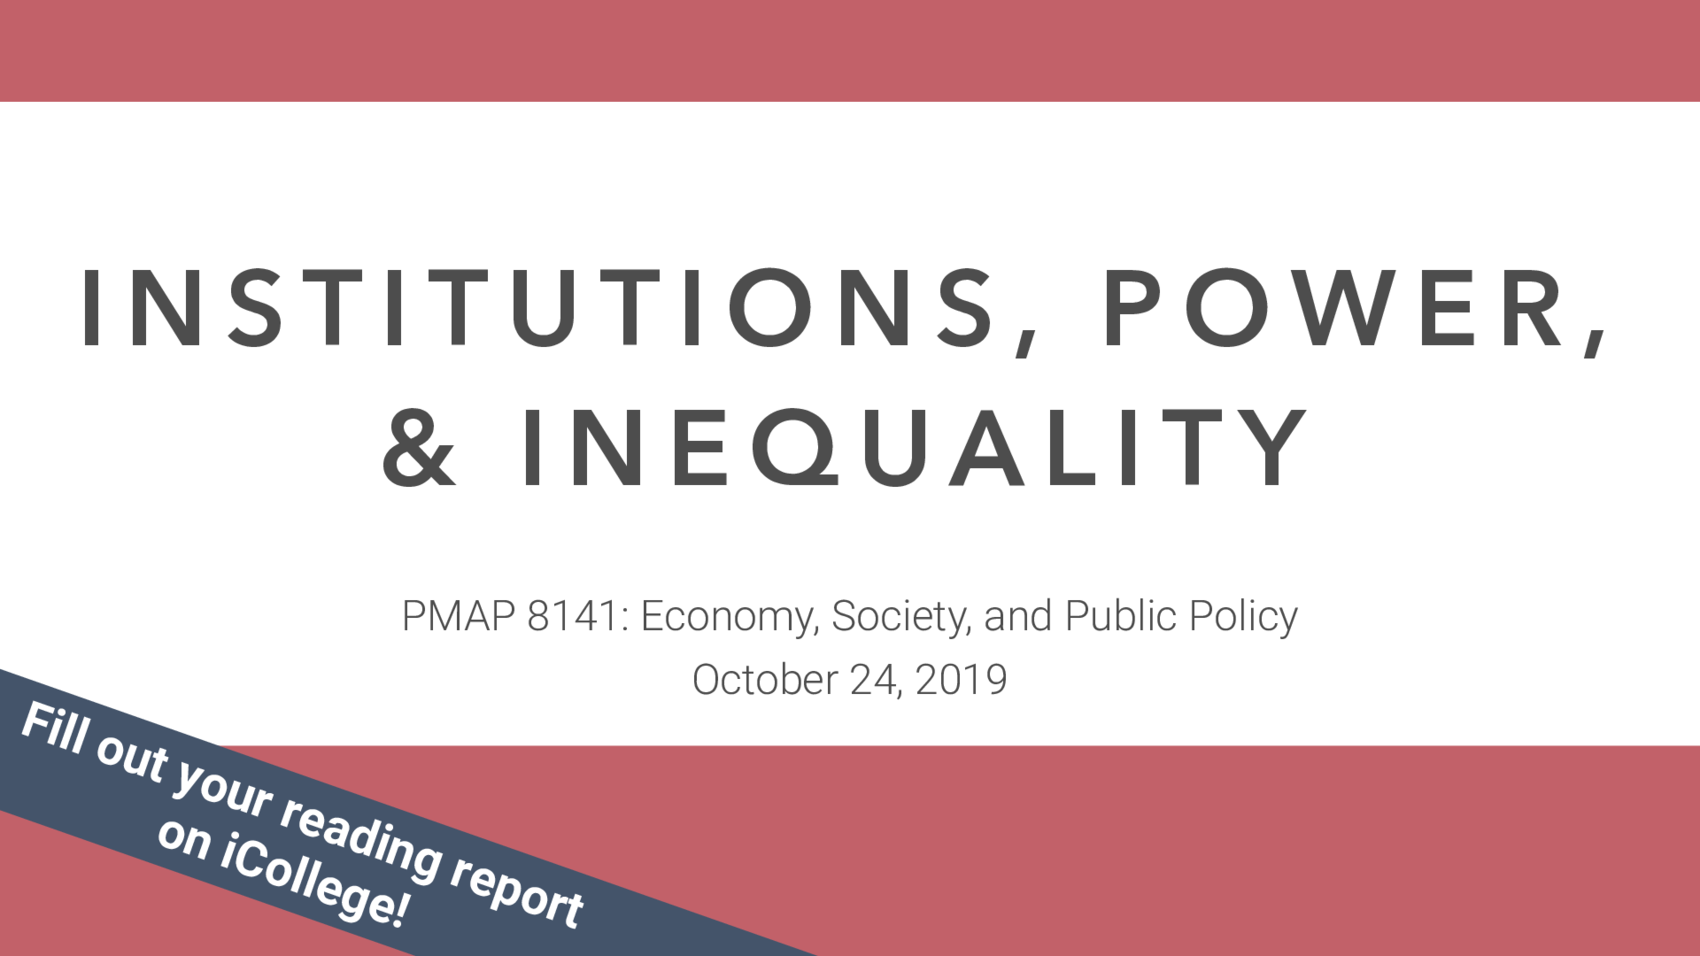 INSTITUTIONS, POWER,
& INEQUALITY
PMAP 8141: Economy, Society, and Public Policy
October 24, 2019
Fill out your reading report
on iCollege!